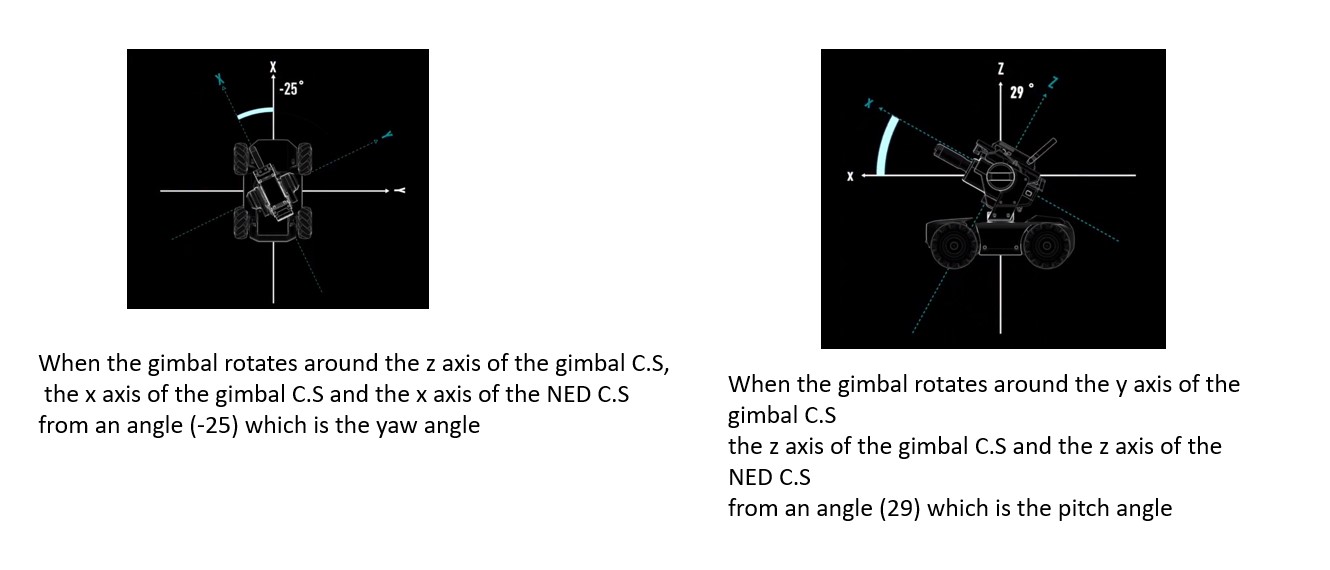 X
X
-25°
Y
Y
When the gimbal rotates around the z axis of the gimbal C.S,
the x axis of the gimbal C.S and the x axis of the NED C.S
from an angle (-25) which is the yaw angle
Z
Z
29 °
X
X
When the gimbal rotates around the y axis of the
gimbal C.S
the z axis of the gimbal C.S and the z axis of the
NED C.S
from an angle (29) which is the pitch angle